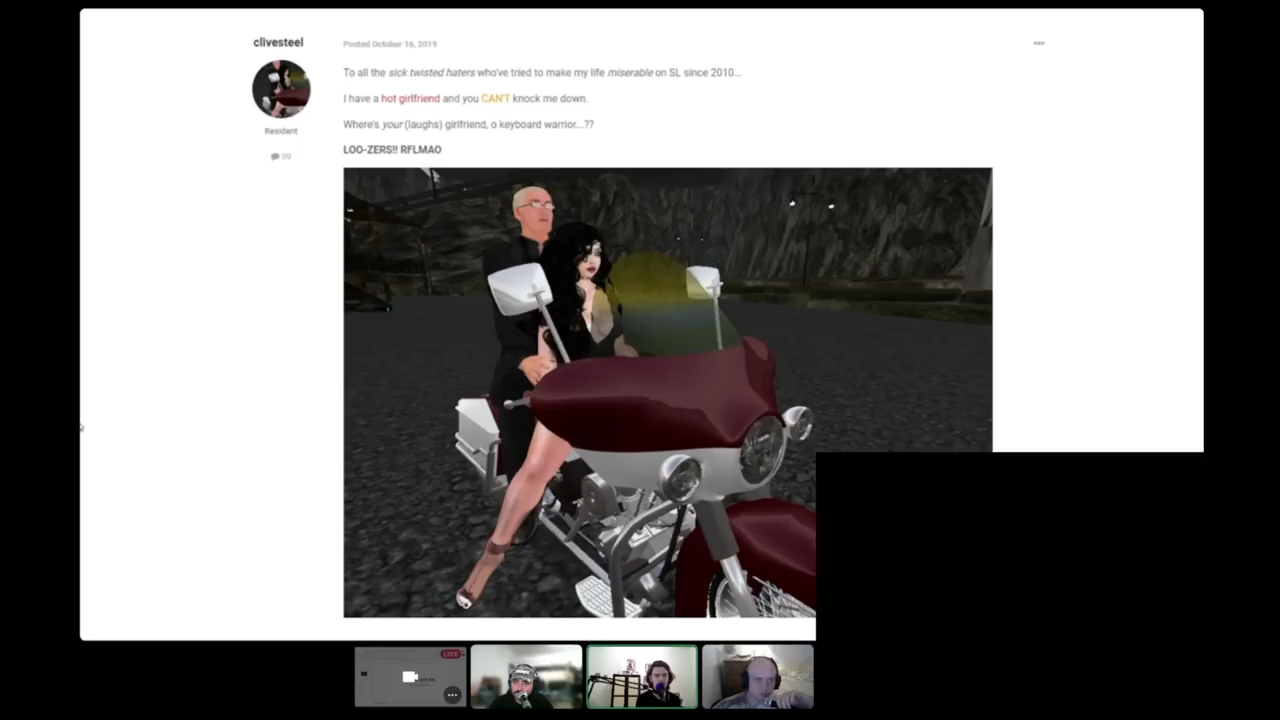 clivesteel
Posted October 16, 2019
To all the sick twisted haters who've tried to make my life miserable on SL since 2010...
I have a hot girlfriend and you CAN'T knock me down.
Where's your (laughs) girlfriend, o keyboard warrior...??
Resident
LOO-ZERS!! RFLMAO
59
LIVE